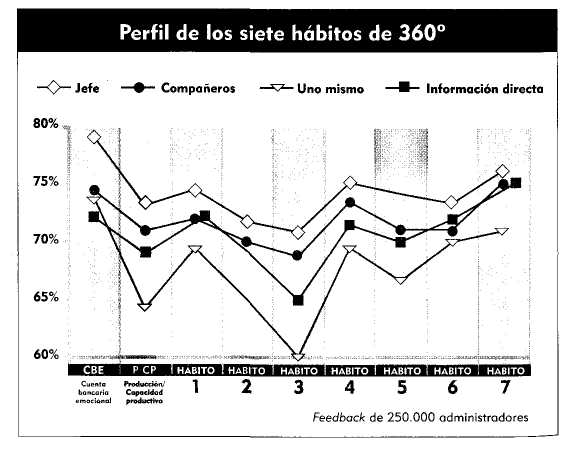 Perfil de los siete hábitos de 360º
Jefe Compañeros Uno mismo Información directa
80%
75%
70%
65%
60%
CBE P CP HABITO HABITO HABITO HABITO HABITO HABITO HABITO
Cuenta bancaria emocional
Producción/ Capacidad productiva
1 2 3 4 5 6 7
Feedback de 250.000 administradores